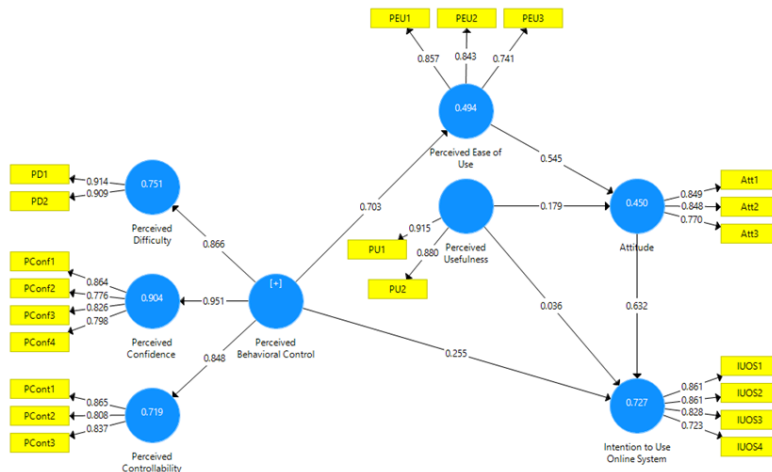 PEU1
PEU2
PEU3
0.857
0.843
0.741
0.494
Perceived Ease of
Use
0.545
0.703
PD1
PD2
0.914
0.909
0.751
Perceived
Difficulty
0.866
0.179
PU1
PU2
0.915
0.880
Perceived
Usefulness
Att1
Att2
Att3
0.849
0.848
0.770
0.450
Attitude
PConf1
PConf2
PConf3
PConf4
0.864
0.776
0.826
0.798
0.904
Perceived
Confidence
0.951
[+]
Perceived
Behavioral Control
0.036
0.632
0.255
0.848
PCont1
PCont2
PCont3
0.865
0.808
0.837
0.719
Perceived
Controllability
0.727
Intention to Use
Online System
IUOS1
IUOS2
IUOS3
IUOS4
0.861
0.861
0.828
0.723